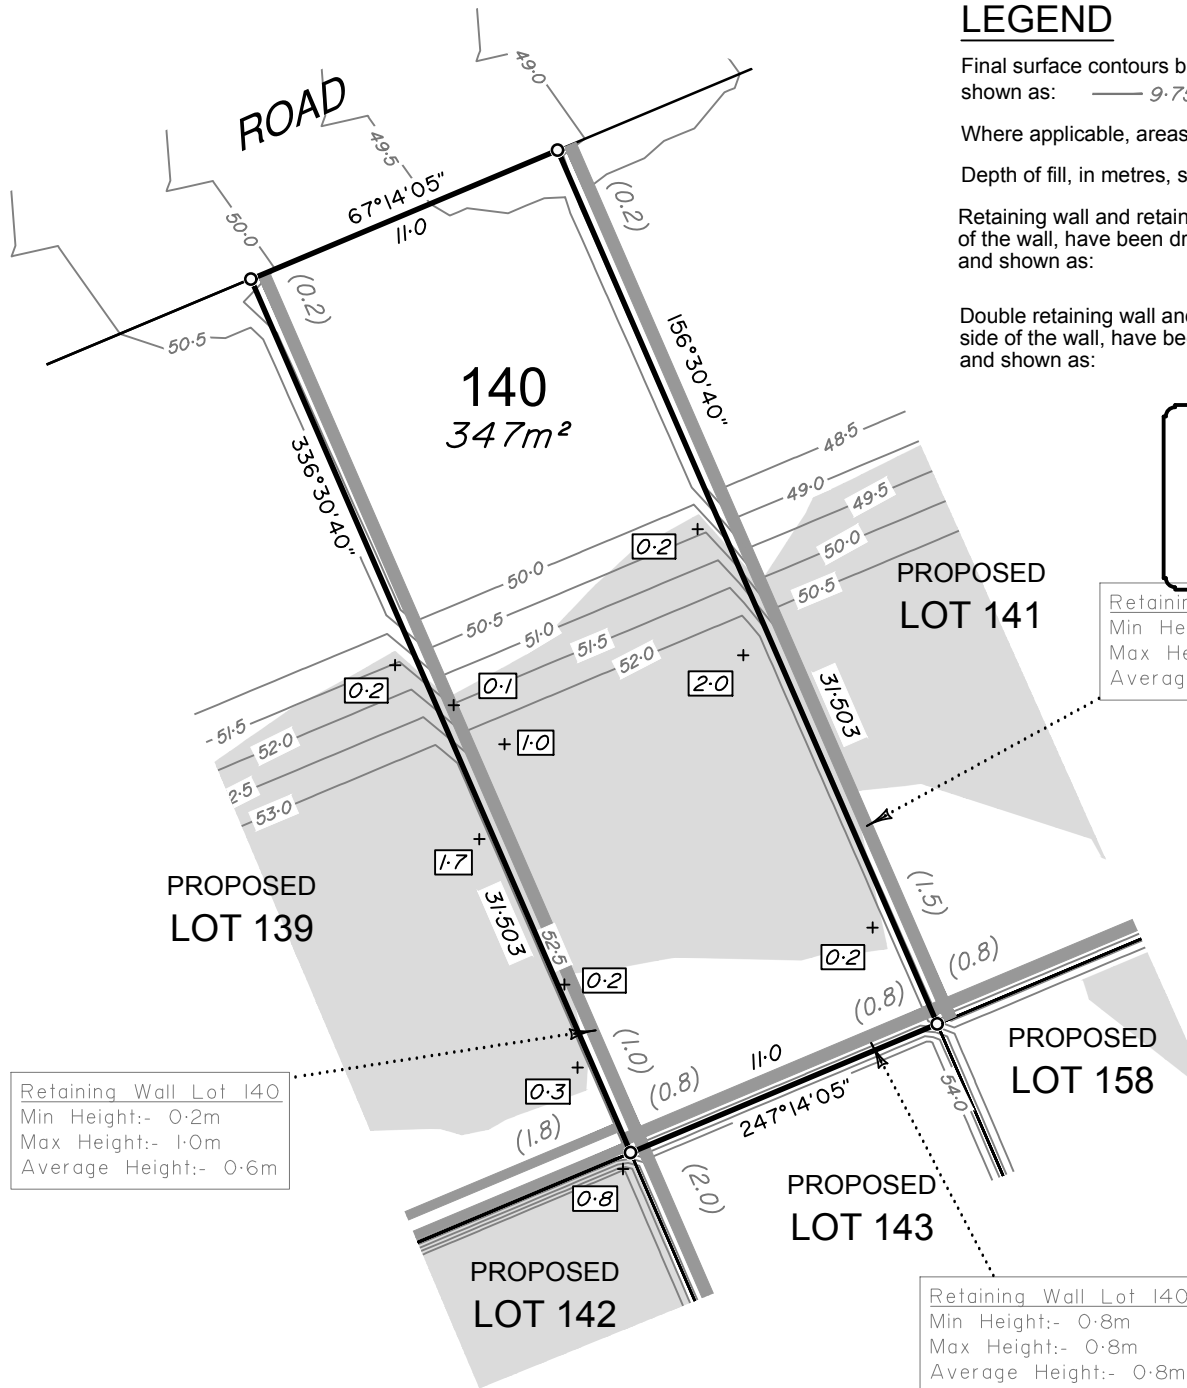 LEGEND
Final surface contours b
shown as: 9·75
Where applicable, areas
Depth of fill, in metres, s
Retaining wall and retain
of the wall, have been dr
and shown as:
Double retaining wall and
side of the wall, have be
and shown as:
ROAD
49·0
49·5
50·0
50·5
67°14'05"
11·0
(0.2)
(0.2)
140
347m²
336°30'40"
156°30'40"
48·5
49·0
49·5
50·0
50·5
50·0
50·5
51·0
51·5
52·0
0·2
PROPOSED
LOT 141
Retainin
Min He
Max He
Averag
0·2
0·1
2·0
1·0
31·503
51·5
52·0
2·5
53·0
1·7
PROPOSED
LOT 139
31·503
52·5
0·2
0·2
(1.5)
(0.8)
(0.8)
(1.0)
(0.8)
11·0
247°14'05"
PROPOSED
LOT 158
54·0
Retaining Wall Lot 140
Min Height:- 0·2m
Max Height:- 1·0m
Average Height:- 0·6m
0·3
(1.8)
(2.0)
0·8
PROPOSED
LOT 143
PROPOSED
LOT 142
Retaining Wall Lot 140
Min Height:- 0·8m
Max Height:- 0·8m
Average Height:- 0·8m